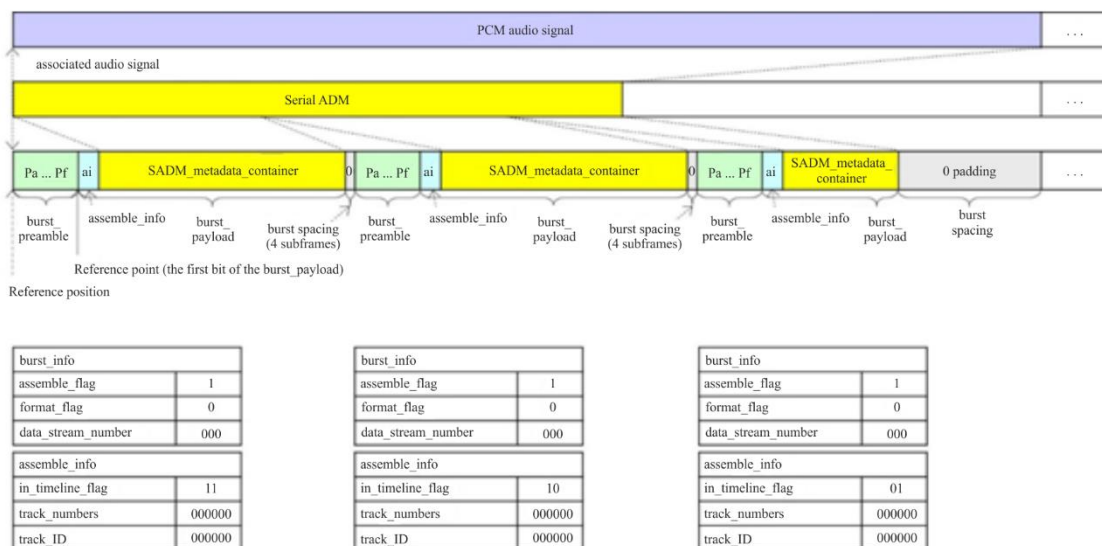 PCM audio signal
. . .
associated audio signal
Serial ADM
. . .
Pa ... Pf
ai
SADM_metadata_container
0
Pa ... Pf
ai
SADM_metadata_container
0
Pa ... Pf
ai
SADM_metadata_
container
0 padding
. . .
burst_
preamble
assemble_info
burst_
payload
burst spacing
(4 subframes)
burst_
preamble
assemble_info
burst_
payload
burst spacing
(4 subframes)
burst_
preamble
assemble_info
burst_
payload
burst
spacing
Reference point (the first bit of the burst_payload)
Reference position
burst_info
assemble_flag 1
format_flag 0
data_stream_number 000
assemble_info
in_timeline_flag 11
track_numbers 000000
track_ID 000000
burst_info
assemble_flag 1
format_flag 0
data_stream_number 000
assemble_info
in_timeline_flag 10
track_numbers 000000
track_ID 000000
burst_info
assemble_flag 1
format_flag 0
data_stream_number 000
assemble_info
in_timeline_flag 01
track_numbers 000000
track_ID 000000